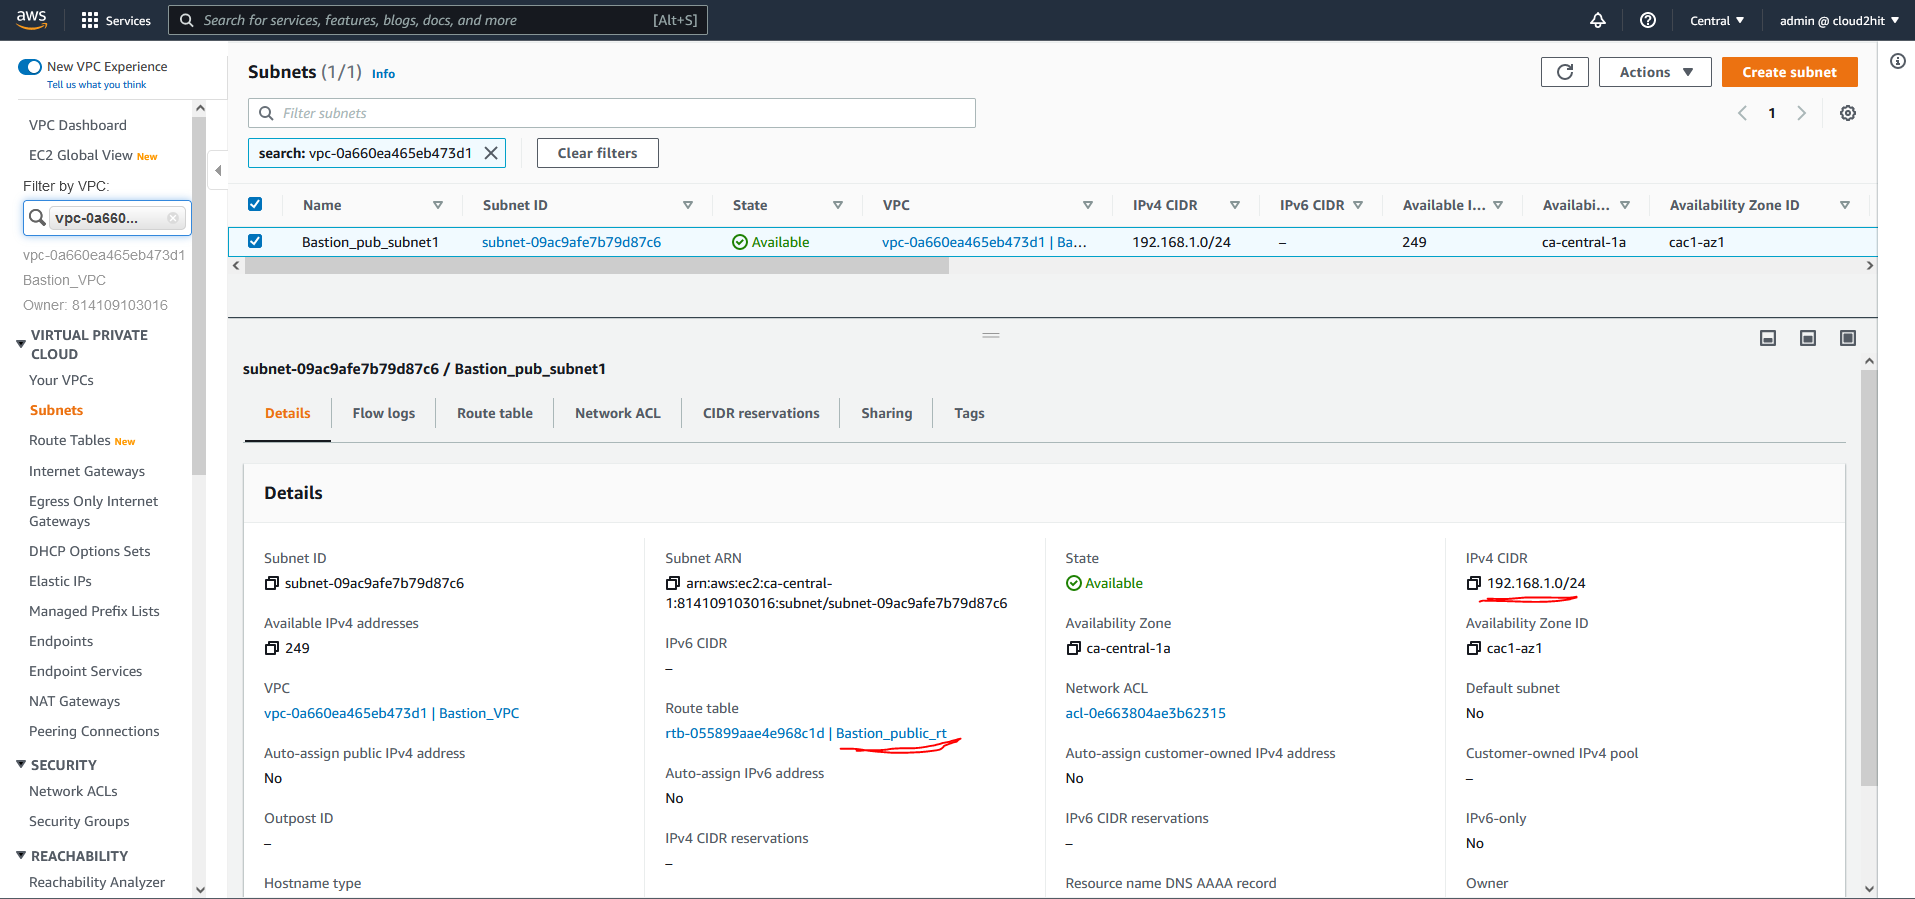 aws
Services
Search for services, features, blogs, docs, and more
[Alt+S]
Central ▼
admin @ cloud2hit ▼
New VPC Experience
Tell us what you think
VPC Dashboard
EC2 Global View New
Filter by VPC:
vpc-0a660...
vpc-0a660ea465eb473d1
Bastion_VPC
Owner: 814109103016
VIRTUAL PRIVATE
CLOUD
Your VPCs
Subnets
Route Tables New
Internet Gateways
Egress Only Internet
Gateways
DHCP Options Sets
Elastic IPs
Managed Prefix Lists
Endpoints
Endpoint Services
NAT Gateways
Peering Connections
SECURITY
Network ACLs
Security Groups
REACHABILITY
Reachability Analyzer
Subnets (1/1) Info
Actions ▼
Create subnet
Filter subnets
1
search: vpc-0a660ea465eb473d1
Clear filters
Name Subnet ID State VPC IPv4 CIDR IPv6 CIDR Available I... Availabi... Availability Zone ID
Bastion_pub_subnet1 subnet-09ac9afe7b79d87c6 Available vpc-0a660ea465eb473d1 | Ba... 192.168.1.0/24 – 249 ca-central-1a cac1-az1
subnet-09ac9afe7b79d87c6 / Bastion_pub_subnet1
Details Flow logs Route table Network ACL CIDR reservations Sharing Tags
Details
Subnet ID
subnet-09ac9afe7b79d87c6
Available IPv4 addresses
249
VPC
vpc-0a660ea465eb473d1 | Bastion_VPC
Auto-assign public IPv4 address
No
Outpost ID
–
Hostname type
Subnet ARN
arn:aws:ec2:ca-central-
1:814109103016:subnet/subnet-09ac9afe7b79d87c6
IPv6 CIDR
–
Route table
rtb-055899aae4e968c1d | Bastion_public_rt
Auto-assign IPv6 address
No
IPv4 CIDR reservations
–
State
Available
Availability Zone
ca-central-1a
Network ACL
acl-0e663804ae3b62315
Auto-assign customer-owned IPv4 address
No
IPv6 CIDR reservations
–
Resource name DNS AAAA record
IPv4 CIDR
192.168.1.0/24
Availability Zone ID
cac1-az1
Default subnet
No
Customer-owned IPv4 pool
–
IPv6-only
No
Owner